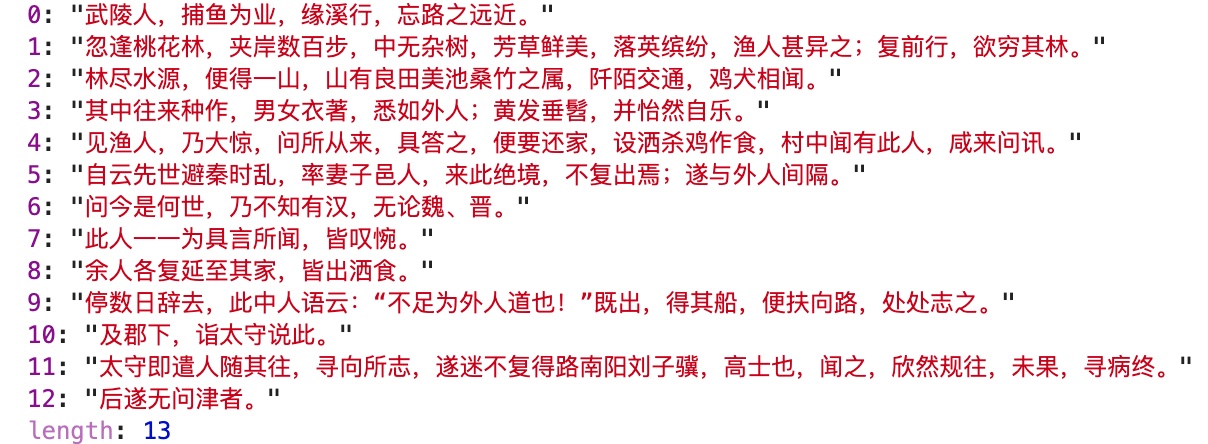 0: "武陵人，捕鱼为业，缘溪行，忘路之远近。"
1: "忽逢桃花林，夹岸数百步，中无杂树，芳草鲜美，落英缤纷，渔人甚异之；复前行，欲穷其林。"
2: "林尽水源，便得一山，山有良田美池桑竹之属，阡陌交通，鸡犬相闻。"
3: "其中往来种作，男女衣著，悉如外人；黄发垂髫，并怡然自乐。"
4: "见渔人，乃大惊，问所从来，具答之，便要还家，设洒杀鸡作食，村中闻有此人，咸来问讯。"
5: "自云先世避秦时乱，率妻子邑人，来此绝境，不复出焉；遂与外人间隔。"
6: "问今是何世，乃不知有汉，无论魏、晋。"
7: "此人一一为具言所闻，皆叹惋。"
8: "余人各复延至其家，皆出洒食。"
9: "停数日辞去，此中人语云：“不足为外人道也！”既出，得其船，便扶向路，处处志之。"
10: "及郡下，诣太守说此。"
11: "太守即遣人随其往，寻向所志，遂迷不复得路南阳刘子骥，高士也，闻之，欣然规往，未果，寻病终。"
12: "后遂无问津者。"
length: 13